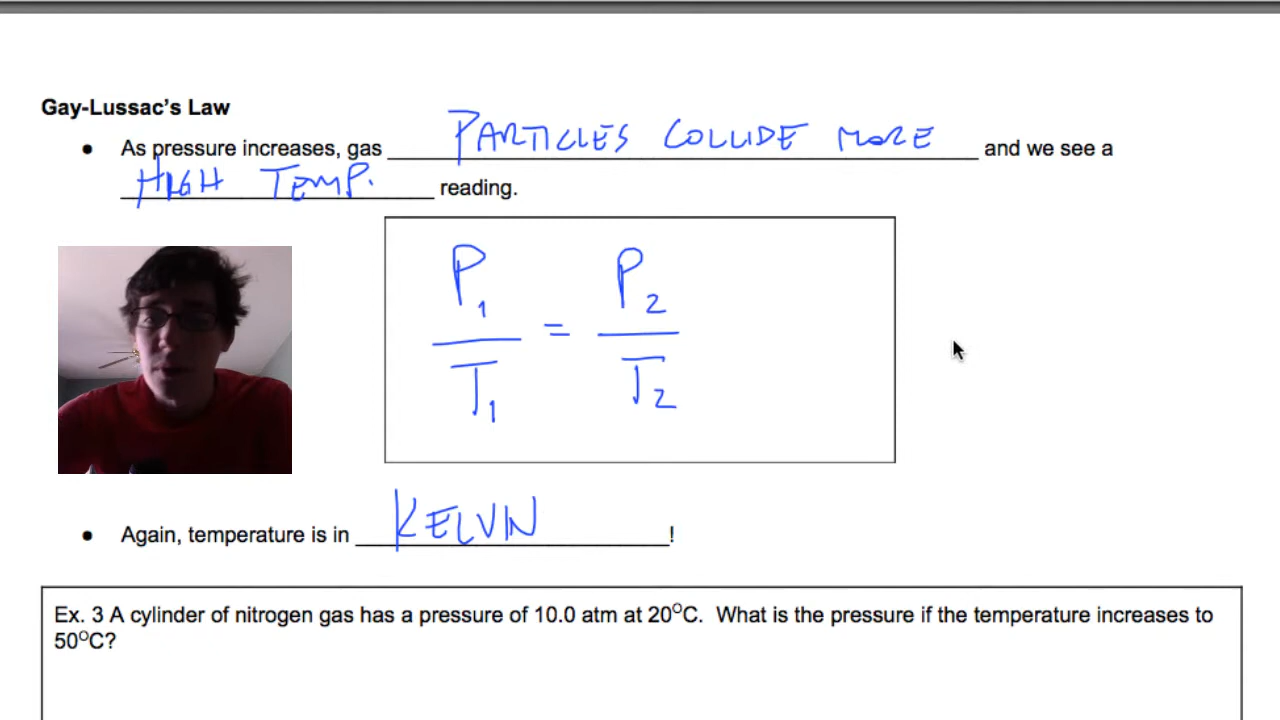 Gay-Lussac's Law
• As pressure increases, gas PARTICLES COLLIDE MORE and we see a
HIGH TEMP. reading.
P1 = P2
T1 T2
• Again, temperature is in KELVIN !
Ex. 3 A cylinder of nitrogen gas has a pressure of 10.0 atm at 20°C. What is the pressure if the temperature increases to
50°C?